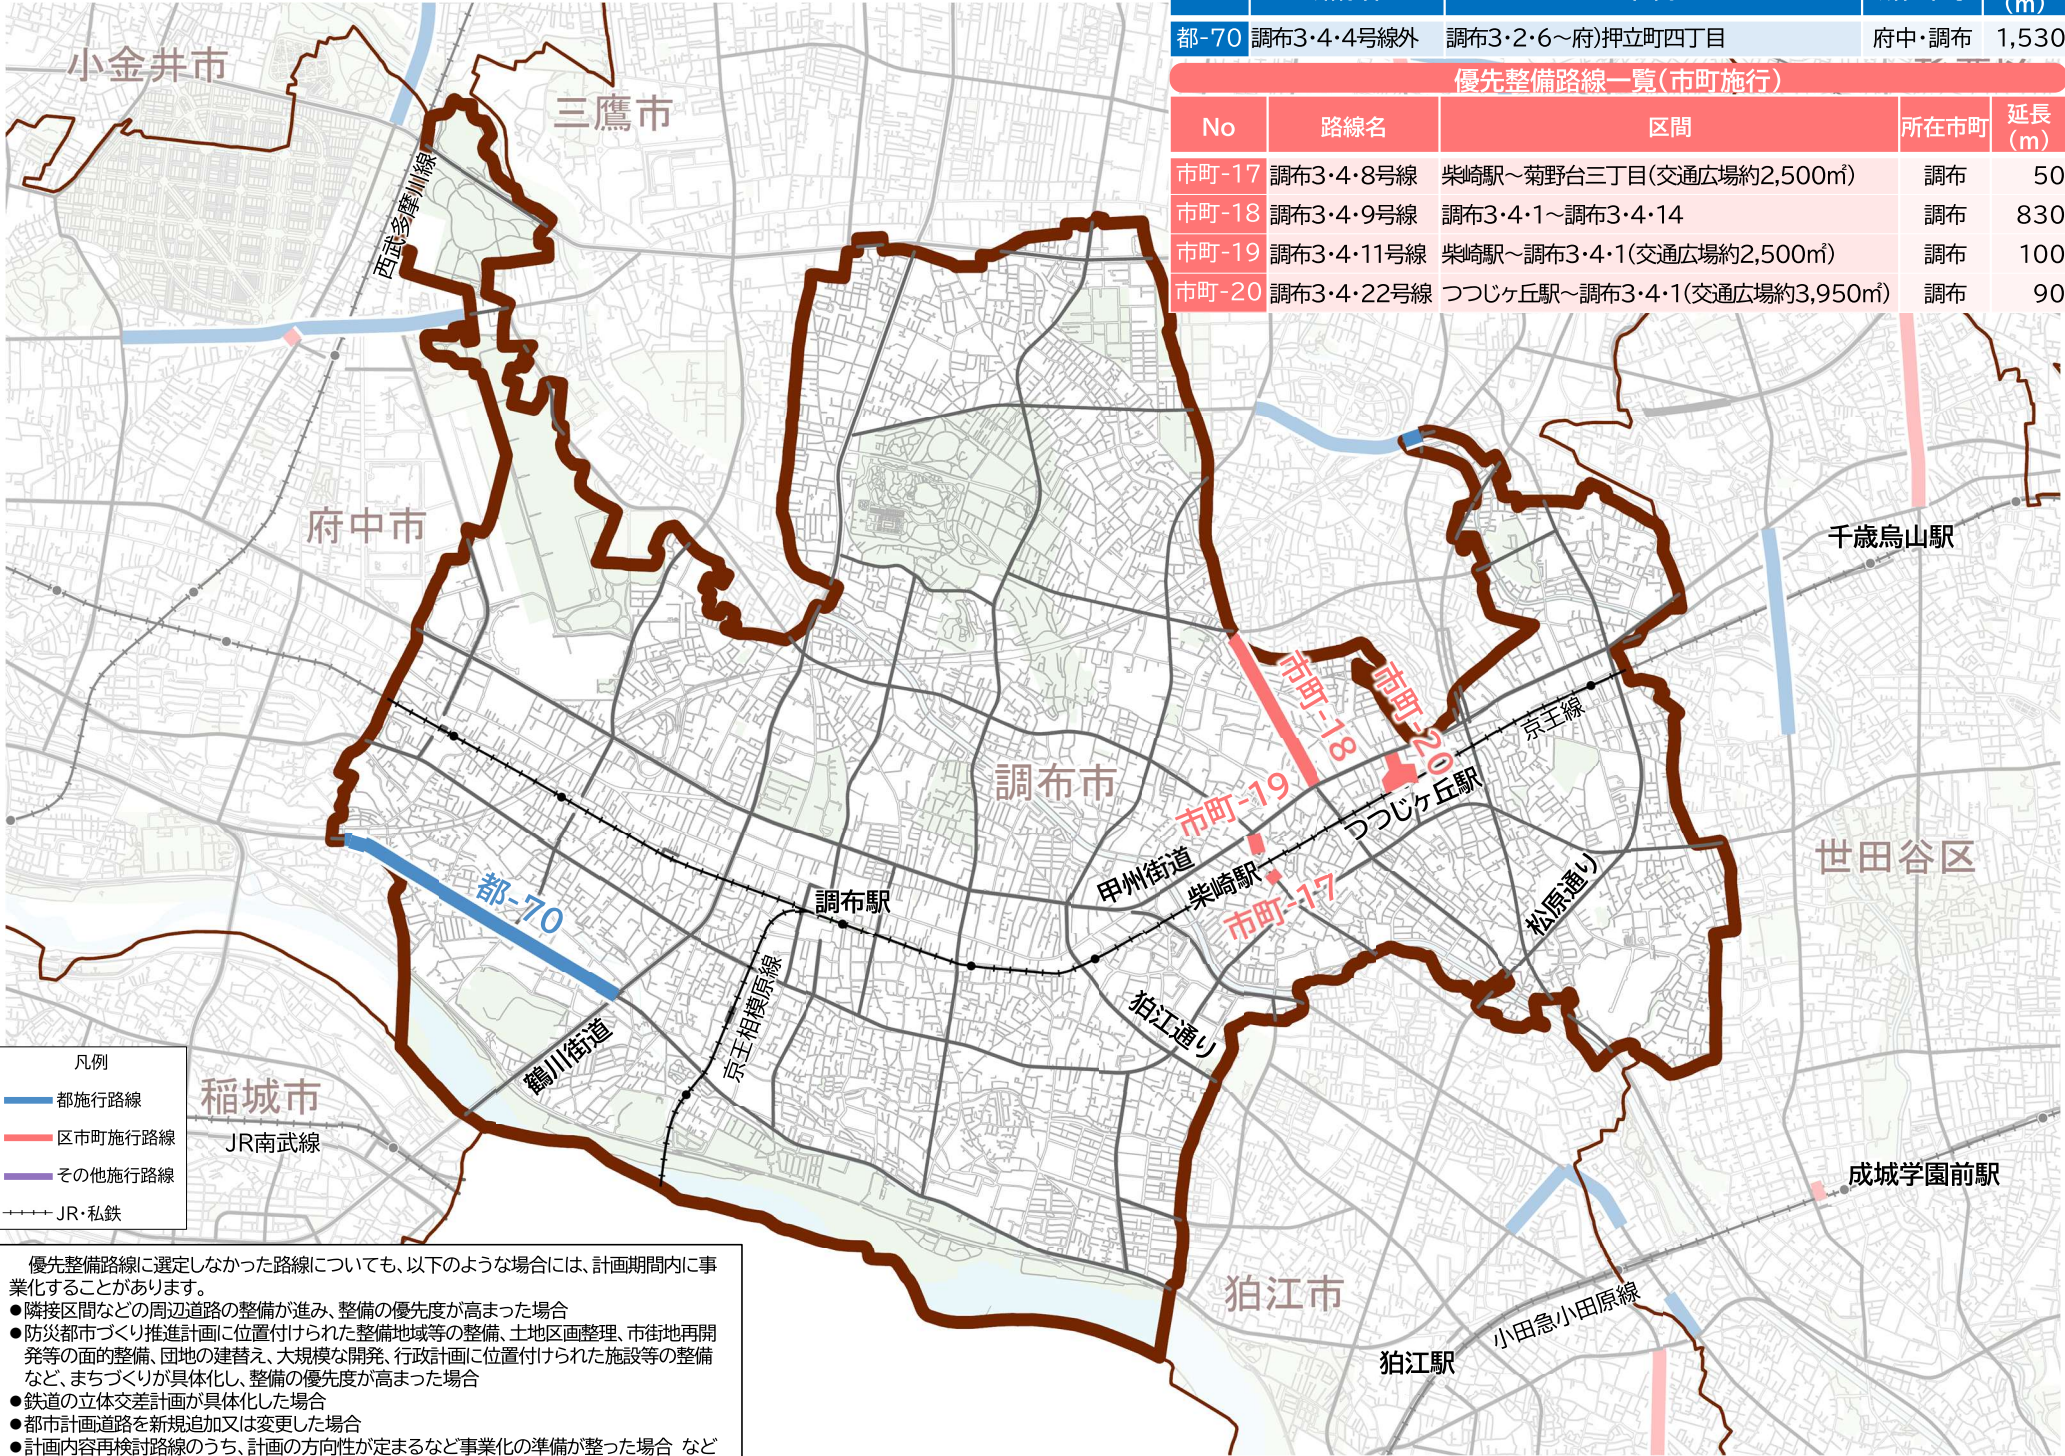 (m)
都-70 調布3・4・4号線外 調布3・2・6～府)押立町四丁目 府中・調布 1,530
優先整備路線一覧(市町施行)
No 路線名 区間 所在市町 延長(m)
市町-17 調布3・4・8号線 柴崎駅～菊野台三丁目(交通広場約2,500㎡) 調布 50
市町-18 調布3・4・9号線 調布3・4・1～調布3・4・14 調布 830
市町-19 調布3・4・11号線 柴崎駅～調布3・4・1(交通広場約2,500㎡) 調布 100
市町-20 調布3・4・22号線 つつじヶ丘駅～調布3・4・1(交通広場約3,950㎡) 調布 90
小金井市
三鷹市
西武多摩川線
府中市
千歳烏山駅
市町-18
市町-20
京王線
調布市
市町-19
つつじヶ丘駅
世田谷区
甲州街道
柴崎駅
市町-17
松原通り
都-70
調布駅
京王相模原線
狛江通り
鶴川街道
稲城市
JR南武線
成城学園前駅
狛江市
小田急小田原線
狛江駅
凡例
都施行路線
区市町施行路線
その他施行路線
JR・私鉄
優先整備路線に選定しなかった路線についても、以下のような場合には、計画期間内に事
業化することがあります。
●隣接区間などの周辺道路の整備が進み、整備の優先度が高まった場合
●防災都市づくり推進計画に位置付けられた整備地域等の整備、土地区画整理、市街地再開
発等の面的整備、団地の建替え、大規模な開発、行政計画に位置付けられた施設等の整備
など、まちづくりが具体化し、整備の優先度が高まった場合
●鉄道の立体交差計画が具体化した場合
●都市計画道路を新規追加又は変更した場合
●計画内容再検討路線のうち、計画の方向性が定まるなど事業化の準備が整った場合 など